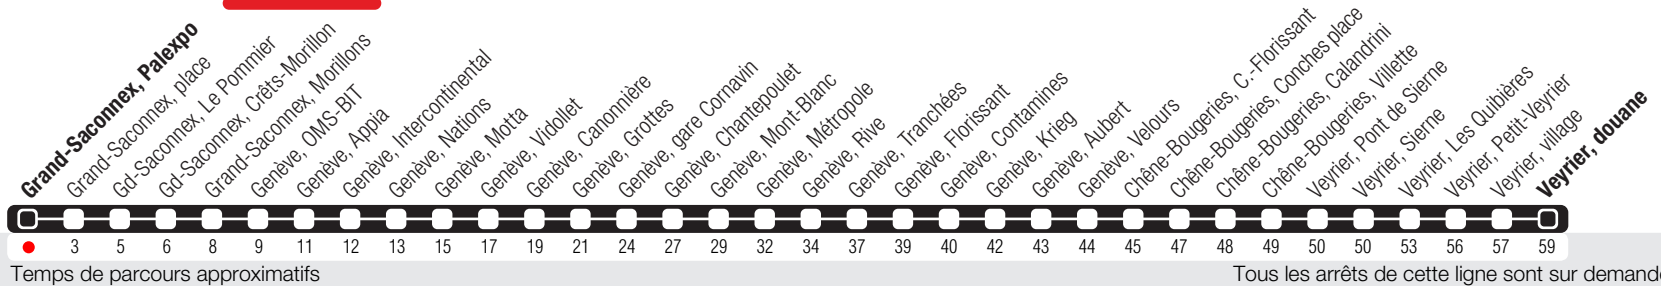 Grand-Saconnex, Palexpo
Grand-Saconnex, place
Gd-Saconnex, Le Pommier
Gd-Saconnex, Crêts-Morillon
Grand-Saconnex, Morillons
Genève, OMS-BIT
Genève, Appia
Genève, Intercontinental
Genève, Nations
Genève, Motta
Genève, Vidollet
Genève, Canonnière
Genève, Grottes
Genève, gare Cornavin
Genève, Chantepoulet
Genève, Mont-Blanc
Genève, Métropole
Genève, Rive
Genève, Tranchées
Genève, Florissant
Genève, Contamines
Genève, Krieg
Genève, Aubert
Genève, Velours
Chêne-Bougeries, C.-Florissant
Chêne-Bougeries, Conches place
Chêne-Bougeries, Calandrini
Chêne-Bougeries, Villette
Veyrier, Pont de Sierne
Veyrier, Sierne
Veyrier, Les Quibières
Veyrier, Petit-Veyrier
Veyrier, village
Veyrier, douane
3 5 6 8 9 11 12 13 15 17 19 21 24 27 29 32 34 37 39 40 42 43 44 45 47 48 49 50 50 53 56 57 59
Temps de parcours approximatifs
Tous les arrêts de cette ligne sont sur demande